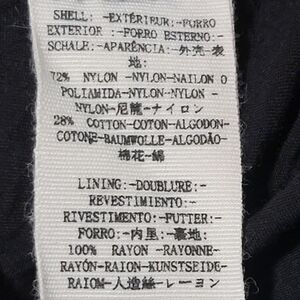 SHELL:-EXTÉRIEUR:-FORRO
EXTERIOR:-FORRO ESTERNO:-
SCHALE:-APARÊNCIA:-外壳-表
地:
72% NYLON -NYLON-NAILON O
POLIAMIDA-NYLON-NYLON -
NYLON-尼龍-ナイロン
28% COTTON-COTON-ALGODON-
COTONE-BAUMWOLLE-ALGODÃO-
棉花-綿
LINING:-DOUBLURE:-
REVESTIMIENTO:-
RIVESTIMENTO:-FUTTER:-
FORRO:-内里:-裏地:
100% RAYON -RAYONNE-
RAYÓN-RAION-KUNSTSEIDE-
RAIOM-人造絲-レーヨン